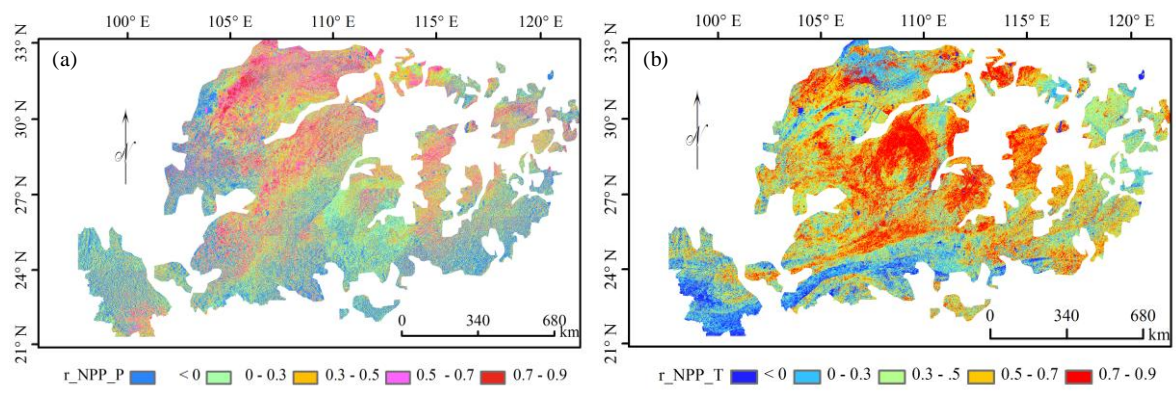 100° E 105° E 110° E 115° E 120° E
33° N
30° N
27° N
24° N
21° N
(a)
N
0 340 680
km
r_NPP_P < 0 0 - 0.3 0.3 - 0.5 0.5 - 0.7 0.7 - 0.9
100° E 105° E 110° E 115° E 120° E
33° N
30° N
27° N
24° N
21° N
(b)
N
0 340 680
km
r_NPP_T < 0 0 - 0.3 0.3 - .5 0.5 - 0.7 0.7 - 0.9